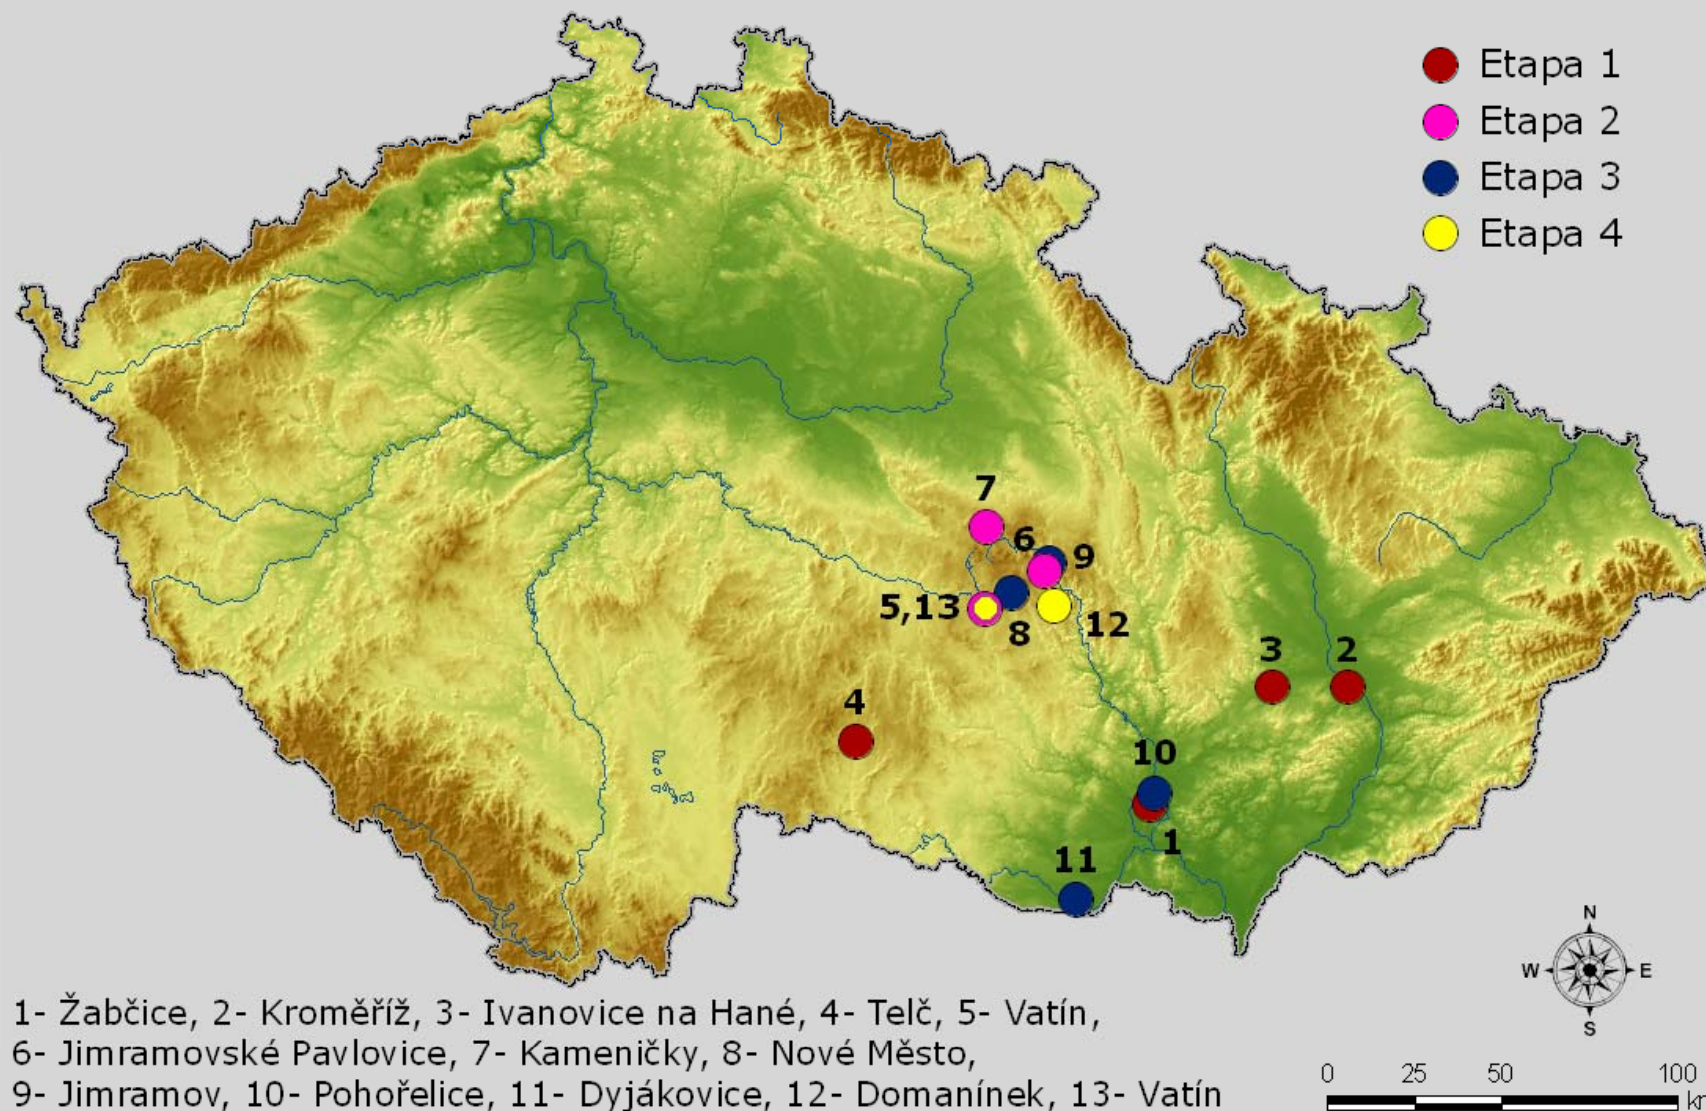 Etapa 1
Etapa 2
Etapa 3
Etapa 4
7
6
9
5,13
8
12
3
2
4
10
1
11
N
W E
S
1- Žabčice, 2- Kroměříž, 3- Ivanovice na Hané, 4- Telč, 5- Vatín,
6- Jimramovské Pavlovice, 7- Kameničky, 8- Nové Město,
9- Jimramov, 10- Pohořelice, 11- Dyjákovice, 12- Domanínek, 13- Vatín
0 25 50 100